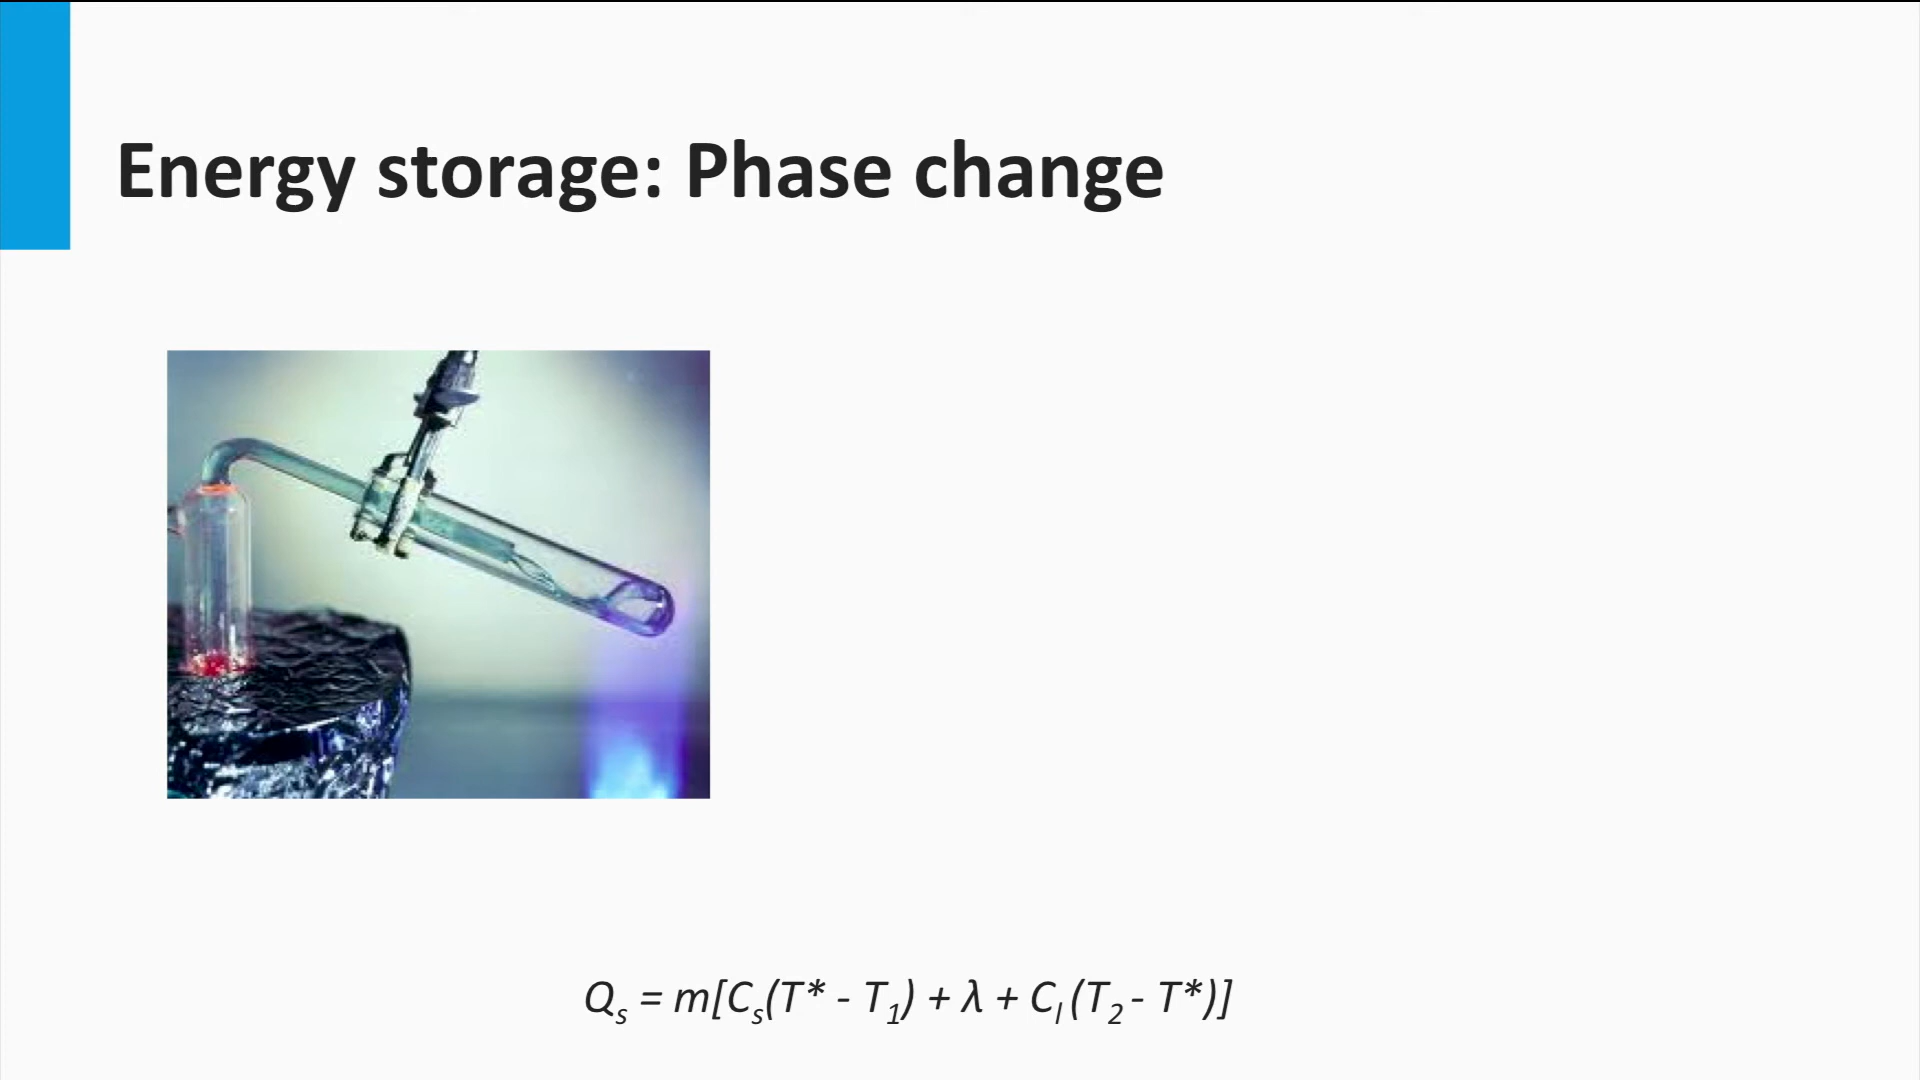 Energy storage: Phase change
Qs = m[Cs(T* - T1) + λ + Cl (T2 - T*)]